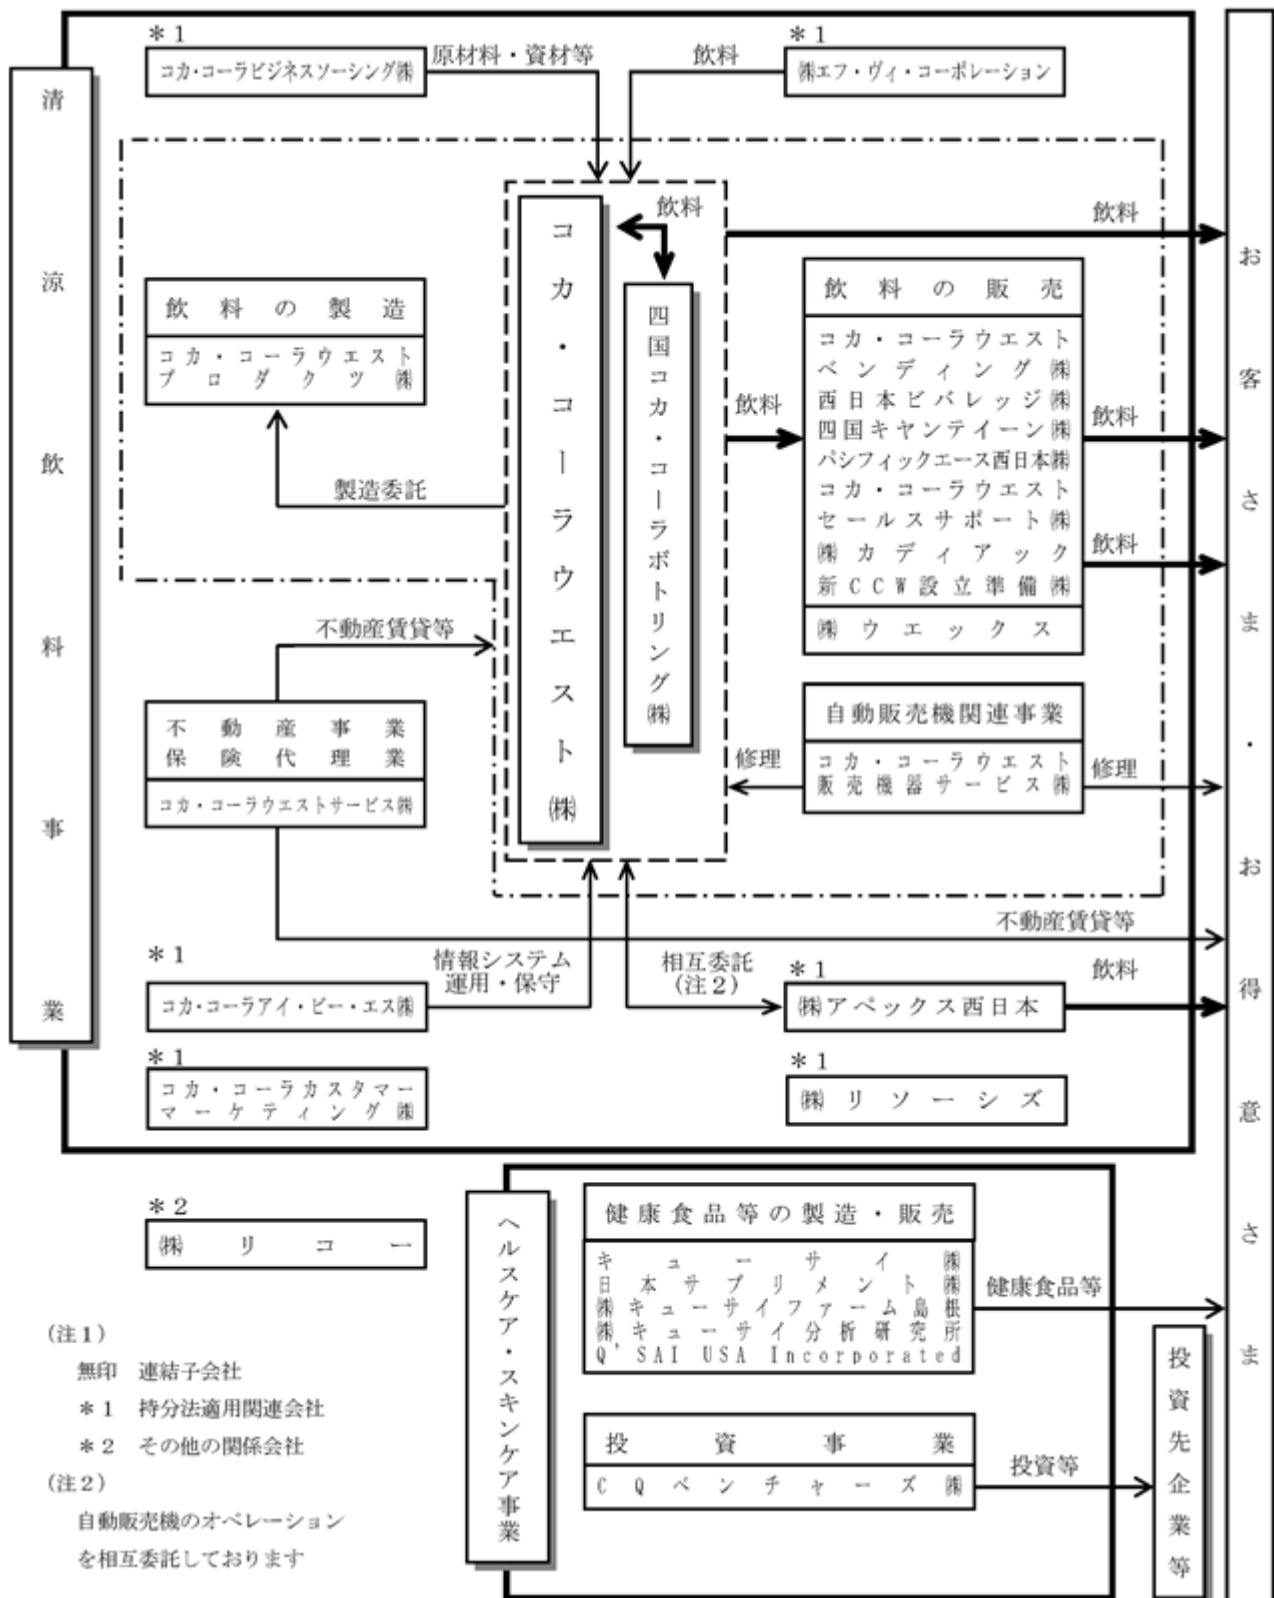 ＊1
コカ・コーラビジネスソーシング㈱
原材料・資材等
飲料
＊1
㈱エフ・ヴィ・コーポレーション
清涼飲料事業
お客さま・お得意さま
飲料の製造
コカ・コーラウエスト
プロダクツ㈱
製造委託
コカ・コーラウエスト㈱
飲料
四国コカ・コーラボトリング㈱
飲料
飲料
飲料の販売
コカ・コーラウエスト
ベンディング㈱
西日本ビバレッジ㈱
四国キヤンテイーン㈱
パシフィックエース西日本㈱
コカ・コーラウエスト
セールスサポート㈱
㈱カディアック
新CCW設立準備㈱
㈱ウエックス
飲料
飲料
不動産賃貸等
不動産事業
保険代理業
コカ・コーラウエストサービス㈱
自動販売機関連事業
コカ・コーラウエスト
販売機器サービス㈱
修理
修理
不動産賃貸等
＊1
コカ・コーラアイ・ビー・エス㈱
情報システム
運用・保守
相互委託
(注2)
＊1
㈱アペックス西日本
飲料
＊1
コカ・コーラカスタマー
マーケティング㈱
＊1
㈱リソーシズ
＊2
㈱リコー
ヘルスケア・スキンケア事業
健康食品等の製造・販売
キューサイ㈱
日本サプリメント㈱
㈱キューサイファーム島根
㈱キューサイ分析研究所
Q'SAI USA Incorporated
健康食品等
投資事業
CQベンチャーズ㈱
投資等
投資先企業等
(注1)
無印　連結子会社
＊1　持分法適用関連会社
＊2　その他の関係会社
(注2)
自動販売機のオペレーション
を相互委託しております